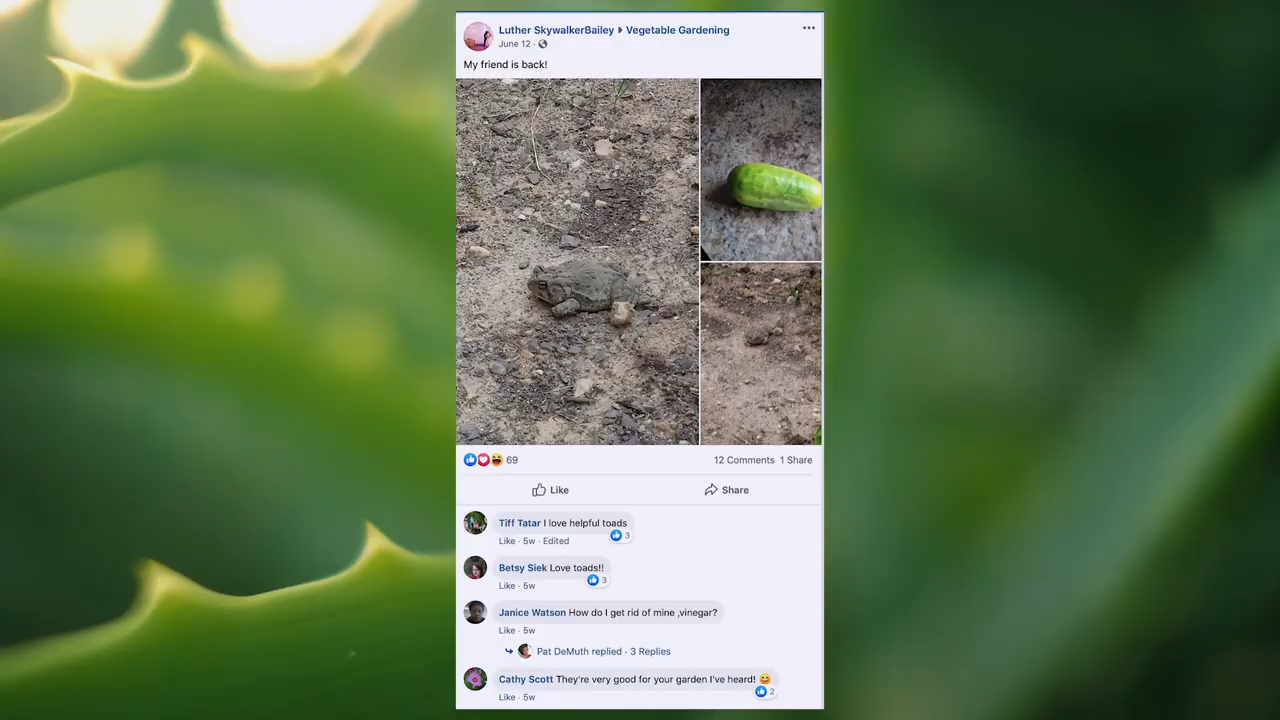 Luther SkywalkerBailey ▸ Vegetable Gardening
June 12 ·
My friend is back!
69
12 Comments 1 Share
Like
Share
Tiff Tatar I love helpful toads
3
Like · 5w · Edited
Betsy Siek Love toads!!
3
Like · 5w
Janice Watson How do I get rid of mine ,vinegar?
Like · 5w
Pat DeMuth replied · 3 Replies
Cathy Scott They're very good for your garden I've heard! 😊
2
Like · 5w